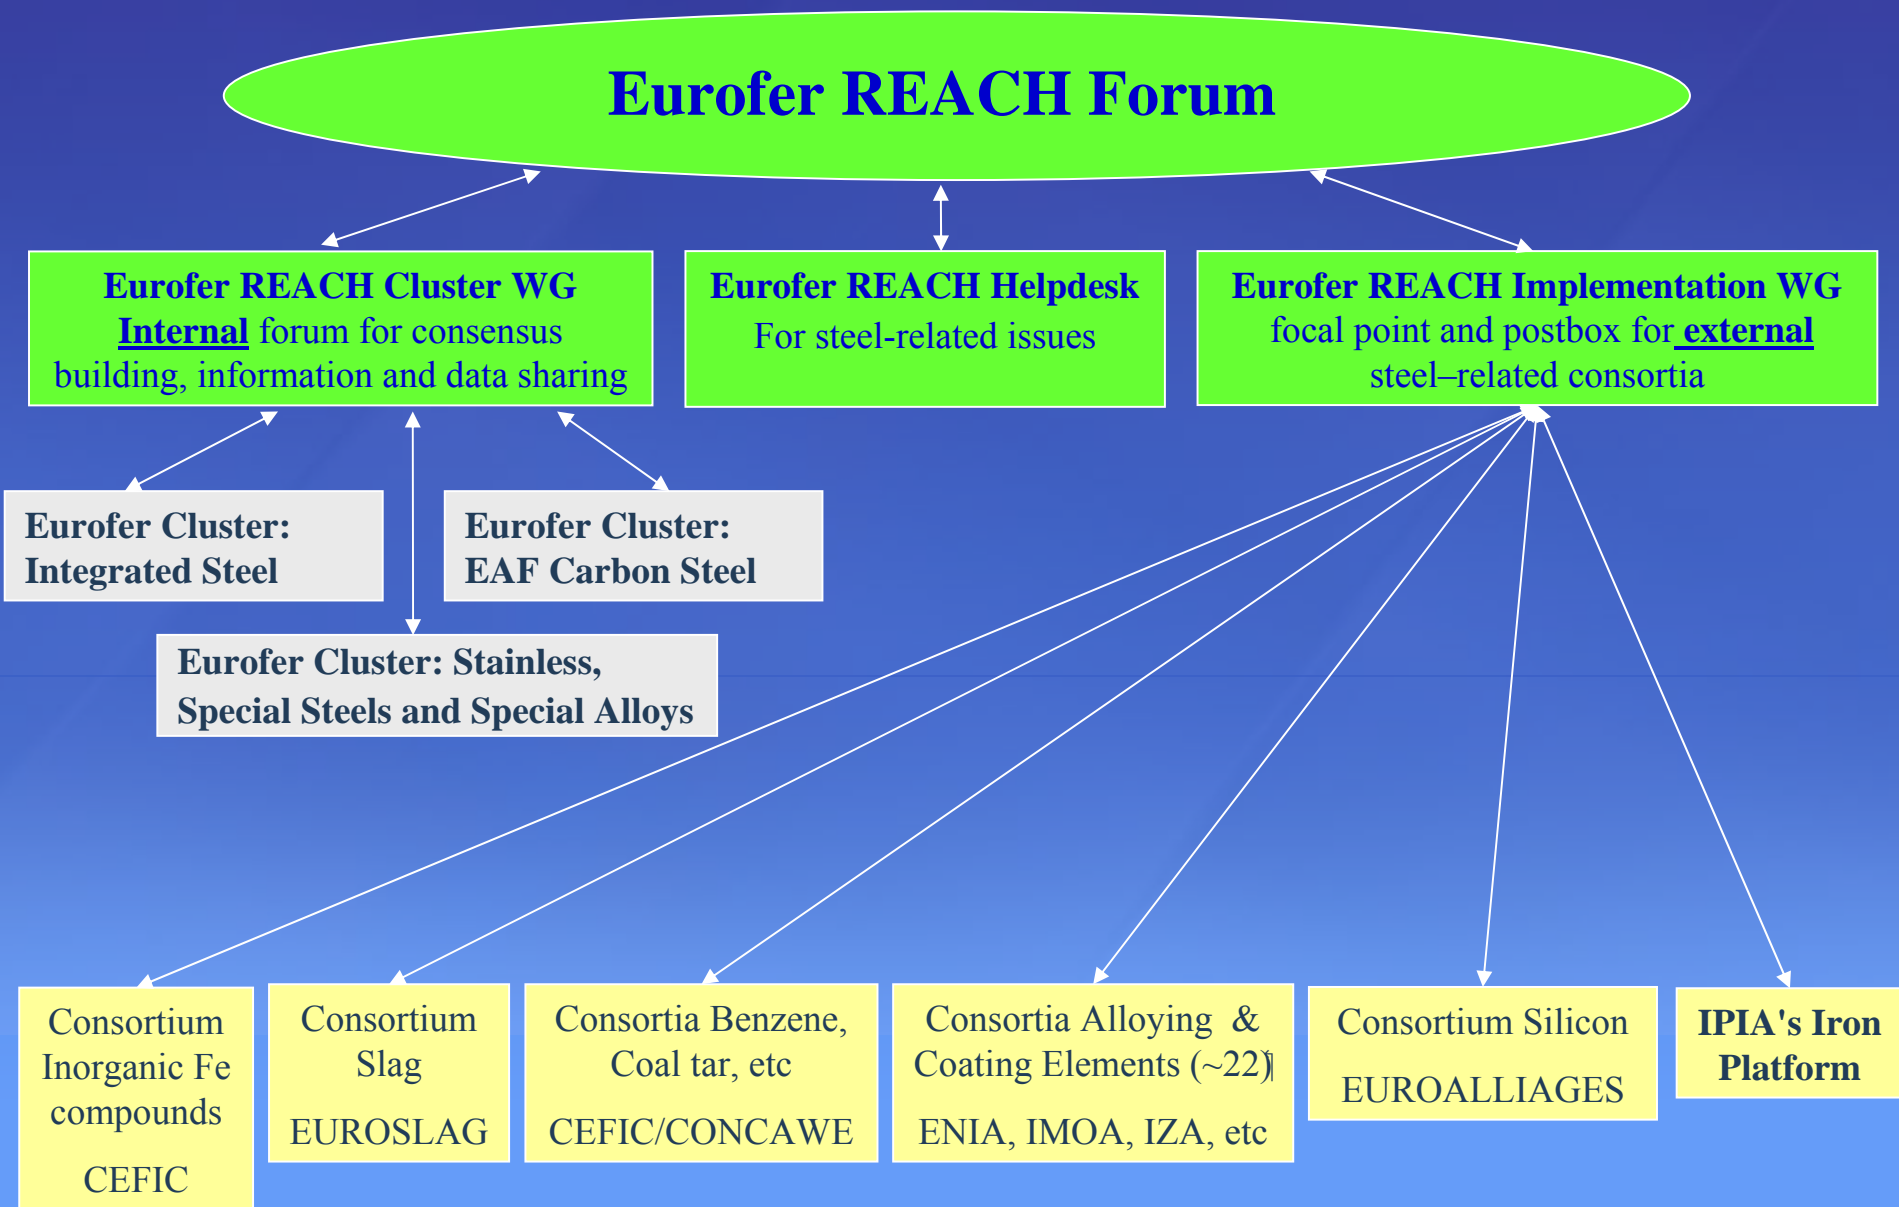 Eurofer REACH Forum
Eurofer REACH Cluster WG
Internal forum for consensus
building, information and data sharing
Eurofer REACH Helpdesk
For steel-related issues
Eurofer REACH Implementation WG
focal point and postbox for external
steel–related consortia
Eurofer Cluster:
Integrated Steel
Eurofer Cluster:
EAF Carbon Steel
Eurofer Cluster: Stainless,
Special Steels and Special Alloys
Consortium
Inorganic Fe
compounds
CEFIC
Consortium
Slag
EUROSLAG
Consortia Benzene,
Coal tar, etc
CEFIC/CONCAWE
Consortia Alloying &
Coating Elements (~22)
ENIA, IMOA, IZA, etc
Consortium Silicon
EUROALLIAGES
IPIA's Iron
Platform